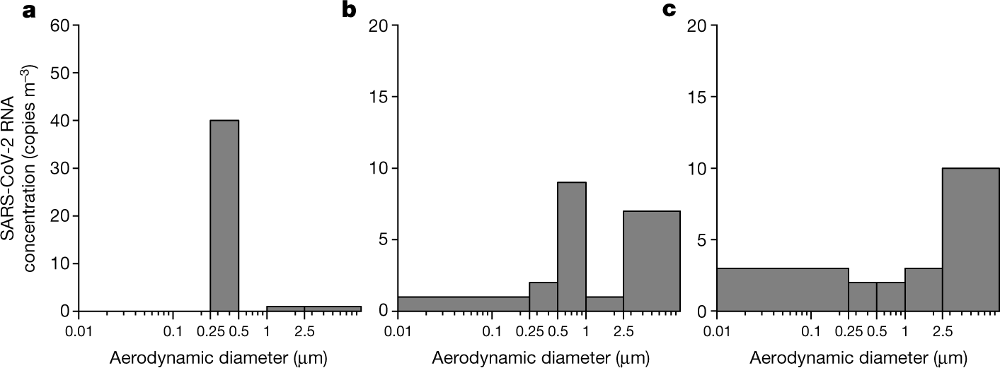 a
SARS-CoV-2 RNA
concentration (copies m⁻³)
60
50
40
30
20
10
0
0.01 0.1 0.25 0.5 1 2.5
Aerodynamic diameter (μm)
b
20
15
10
5
0
0.01 0.1 0.25 0.5 1 2.5
Aerodynamic diameter (μm)
c
20
15
10
5
0
0.01 0.1 0.25 0.5 1 2.5
Aerodynamic diameter (μm)